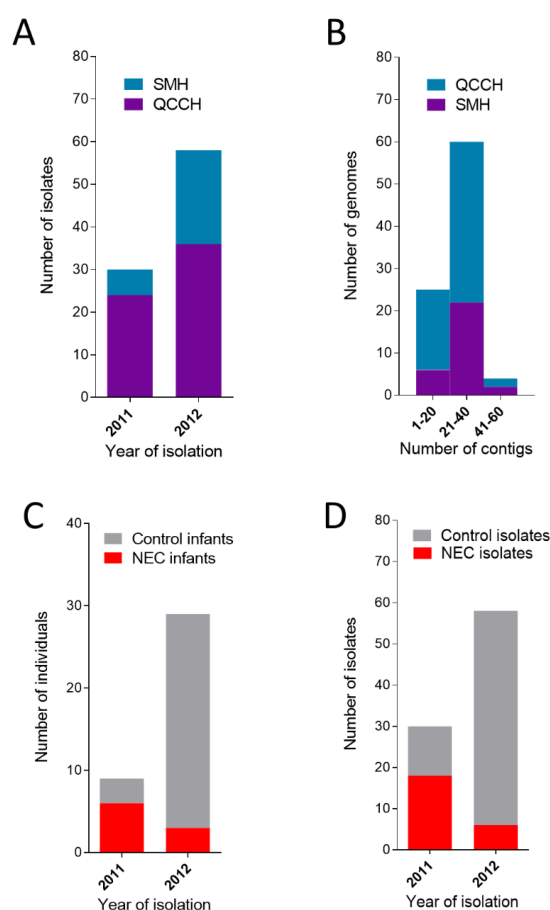 A
80
70
60
50
40
30
20
10
0
Number of isolates
SMH
QCCH
2011
2012
Year of isolation
B
80
70
60
50
40
30
20
10
0
Number of genomes
QCCH
SMH
1-20
21-40
41-60
Number of contigs
C
40
30
20
10
0
Number of individuals
Control infants
NEC infants
2011
2012
Year of isolation
D
80
70
60
50
40
30
20
10
0
Number of isolates
Control isolates
NEC isolates
2011
2012
Year of isolation